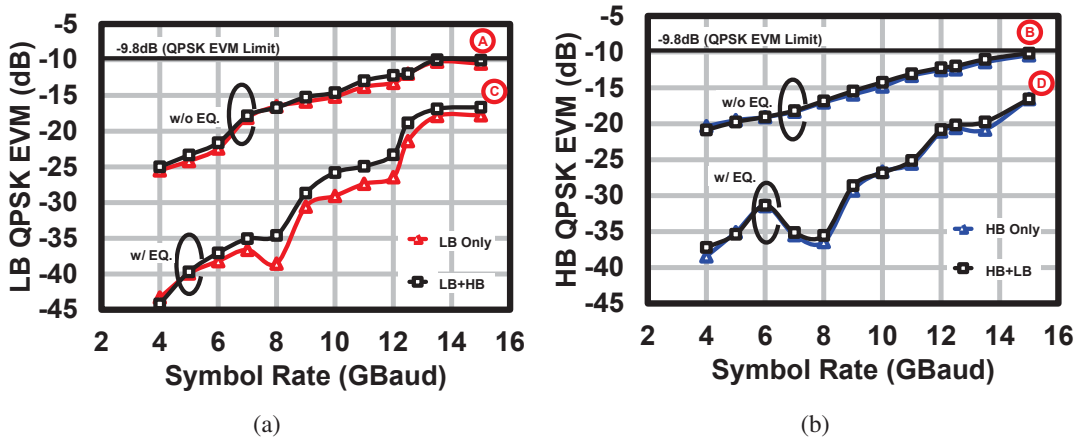 LB QPSK EVM (dB)
-5
-10
-15
-20
-25
-30
-35
-40
-45
-9.8dB (QPSK EVM Limit)
A
C
w/o EQ.
w/ EQ.
LB Only
LB+HB
2 4 6 8 10 12 14 16
Symbol Rate (GBaud)
(a)
HB QPSK EVM (dB)
-5
-10
-15
-20
-25
-30
-35
-40
-45
-9.8dB (QPSK EVM Limit)
B
D
w/o EQ.
w/ EQ.
HB Only
HB+LB
2 4 6 8 10 12 14 16
Symbol Rate (GBaud)
(b)